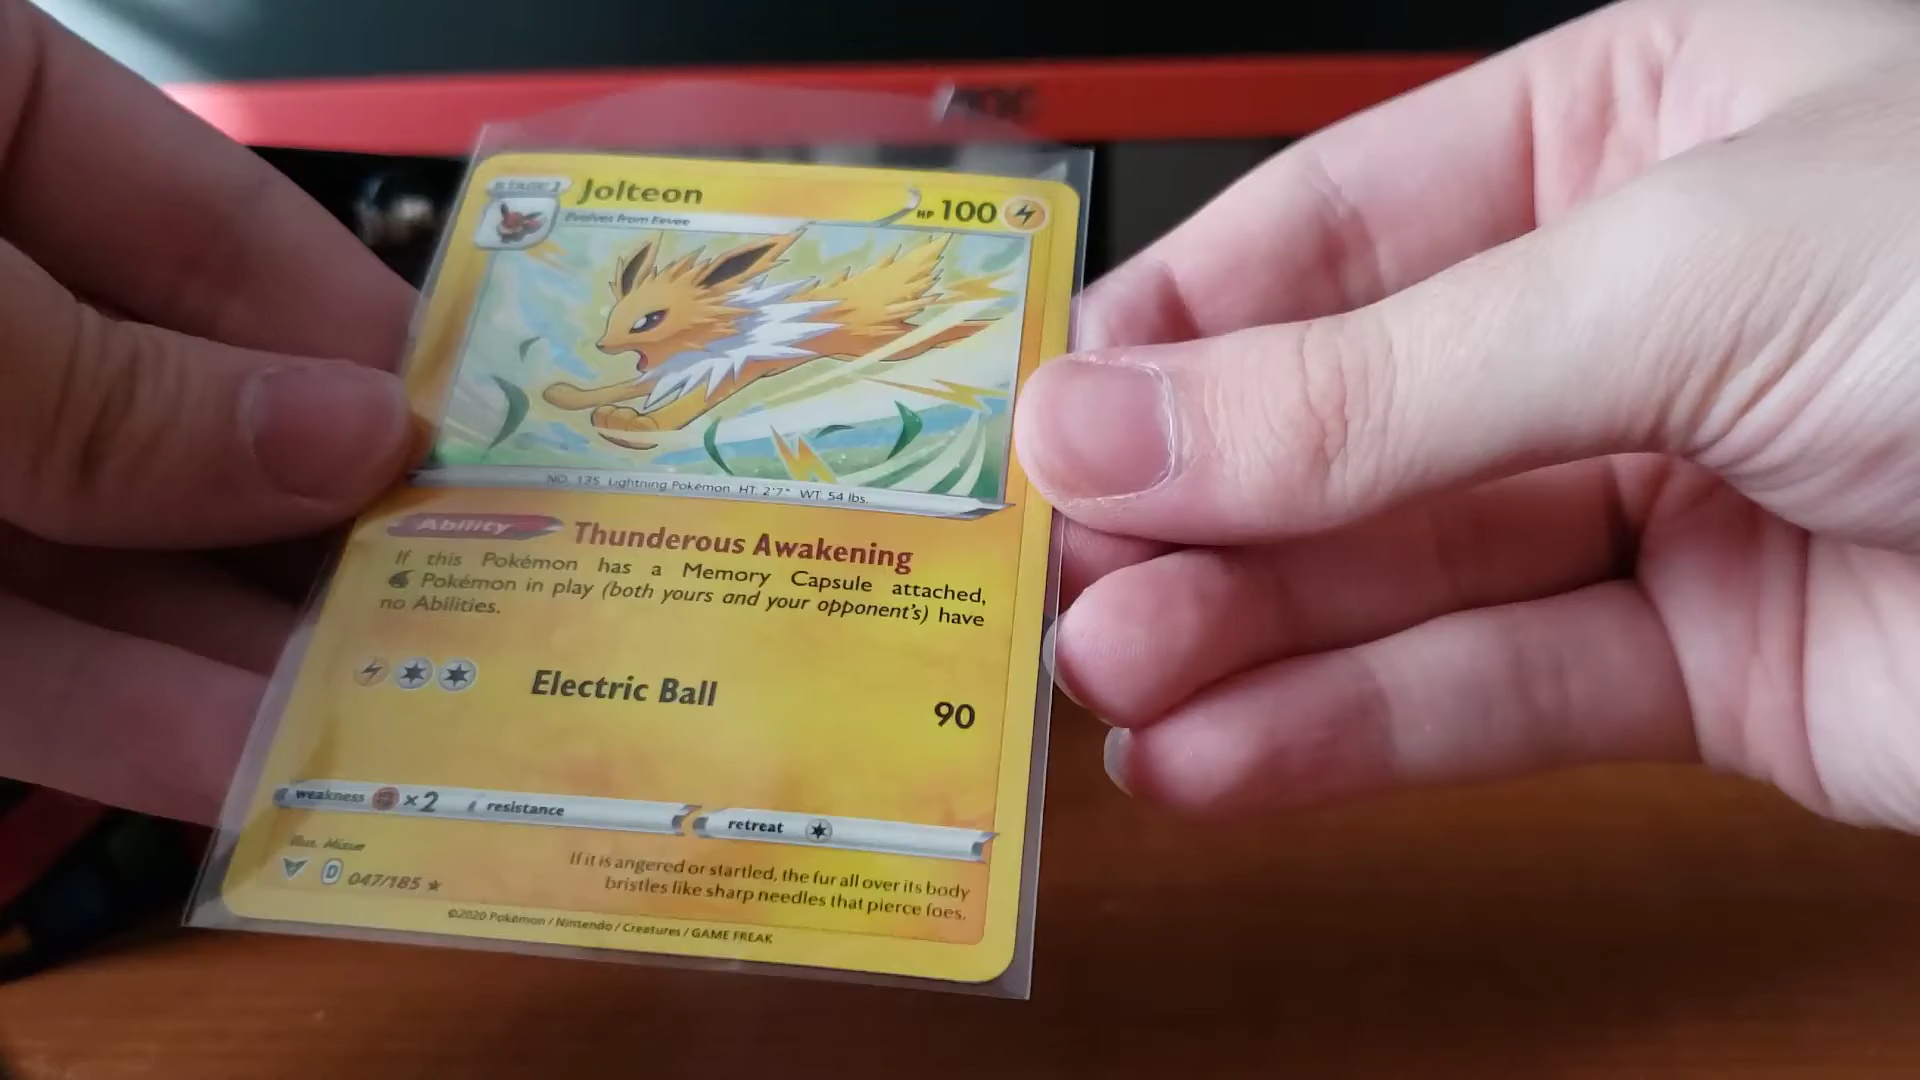 STAGE 1
Jolteon
HP 100
Evolves from Eevee
NO. 135 Lightning Pokémon HT: 2'7" WT: 54 lbs.
Ability Thunderous Awakening
If this Pokémon has a Memory Capsule attached,
Pokémon in play (both yours and your opponent's) have
no Abilities.
Electric Ball 90
weakness ×2 resistance retreat
Illus. Mizue
If it is angered or startled, the fur all over its body
bristles like sharp needles that pierce foes.
D 047/185 ★
©2020 Pokémon / Nintendo / Creatures / GAME FREAK